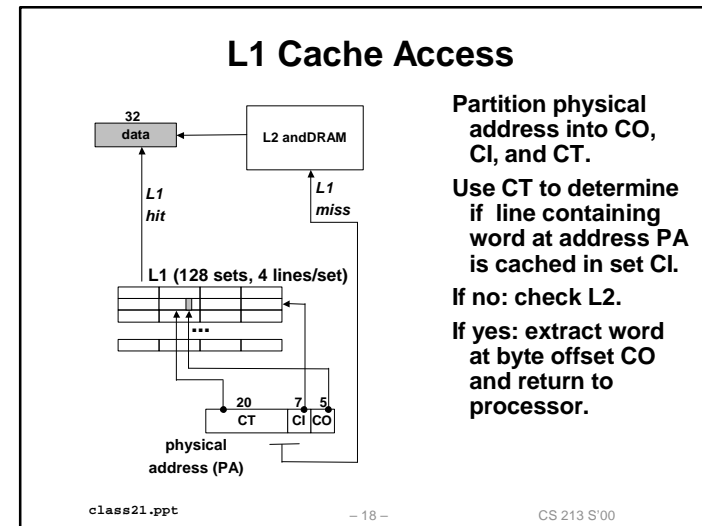 L1 Cache Access
32
data
L2 andDRAM
L1
hit
L1
miss
L1 (128 sets, 4 lines/set)
...
20
7
5
CT
CI
CO
physical
address (PA)
Partition physical
address into CO,
CI, and CT.
Use CT to determine
if line containing
word at address PA
is cached in set CI.
If no: check L2.
If yes: extract word
at byte offset CO
and return to
processor.
class21.ppt
– 18 –
CS 213 S'00